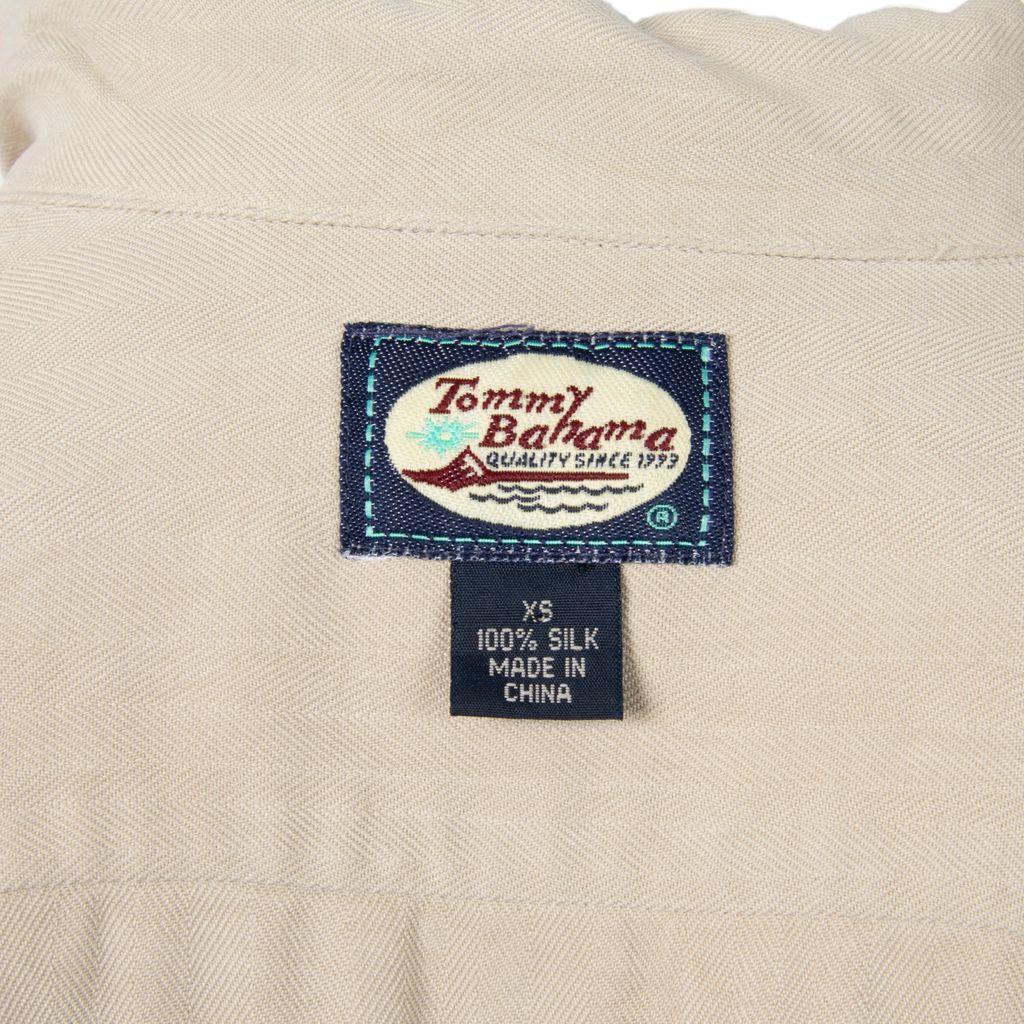 Tommy
Bahama
QUALITY SINCE 1993
®
XS
100% SILK
MADE IN
CHINA